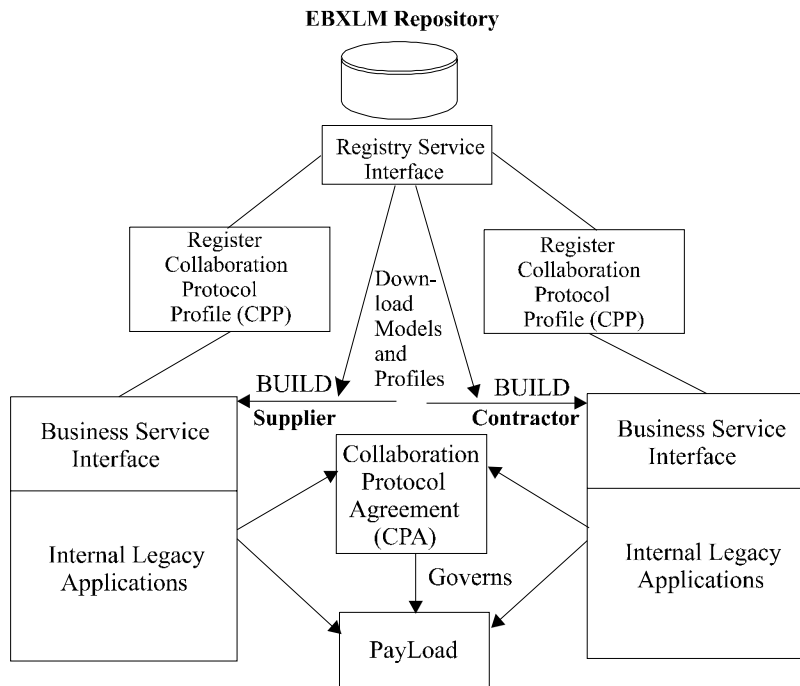 EBXLM Repository
Registry Service
Interface
Register
Collaboration
Protocol
Profile (CPP)
Register
Collaboration
Protocol
Profile (CPP)
Down-
load
Models
and
Profiles
BUILD
Supplier
BUILD
Contractor
Business Service
Interface
Internal Legacy
Applications
Collaboration
Protocol
Agreement
(CPA)
Governs
PayLoad
Business Service
Interface
Internal Legacy
Applications